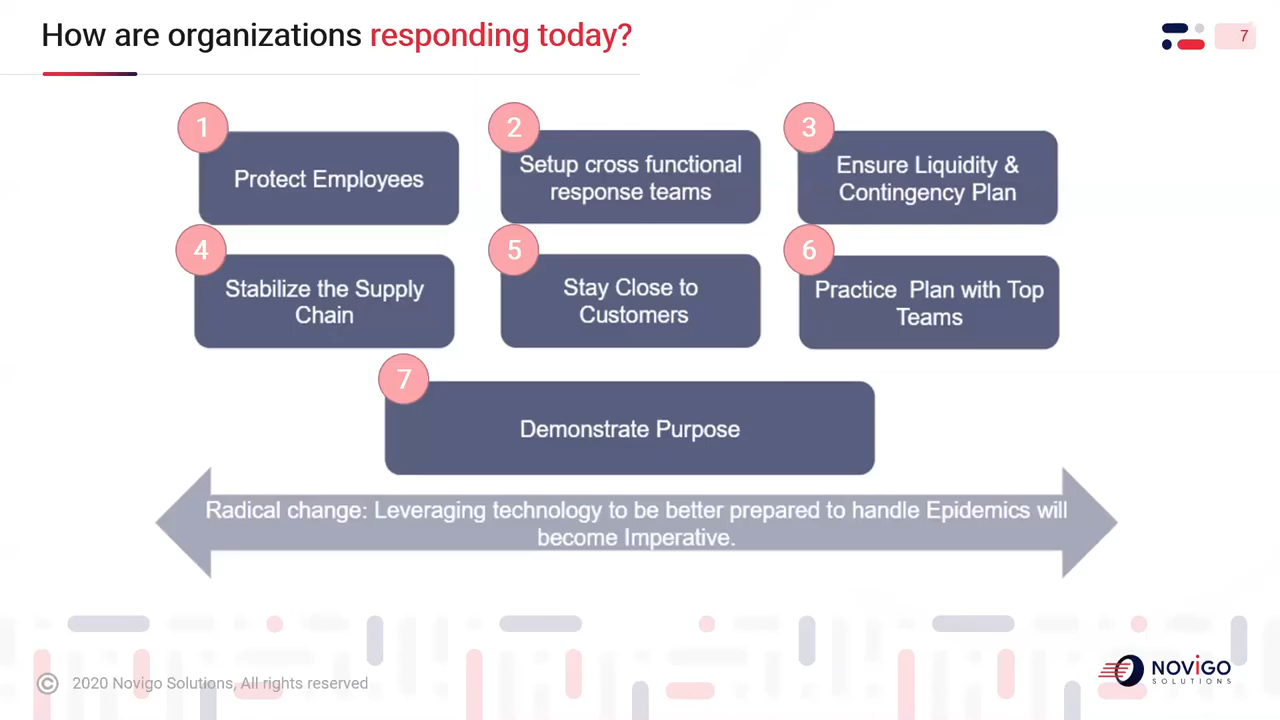 How are organizations responding today?
7
1
Protect Employees
2
Setup cross functional
response teams
3
Ensure Liquidity &
Contingency Plan
4
Stabilize the Supply
Chain
5
Stay Close to
Customers
6
Practice  Plan with Top
Teams
7
Demonstrate Purpose
Radical change: Leveraging technology to be better prepared to handle Epidemics will
become Imperative.
© 2020 Novigo Solutions, All rights reserved
NOViGO
SOLUTIONS